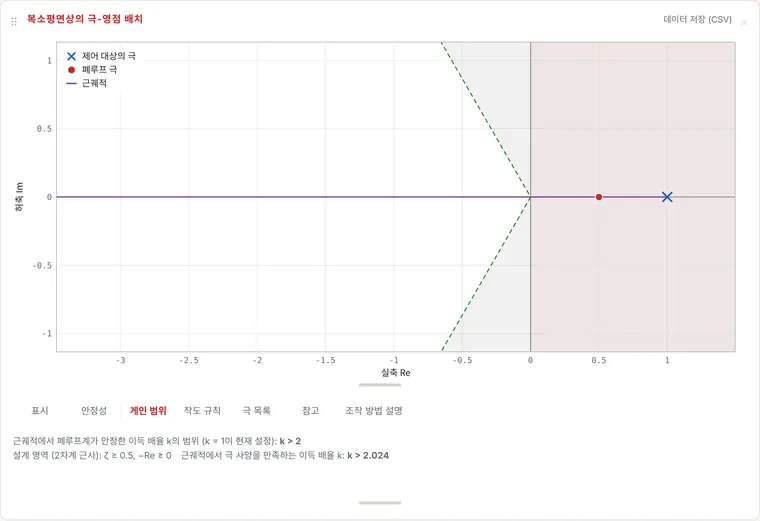 복소평면상의 극-영점 배치
데이터 저장 (CSV)
×
제어 대상의 극
폐루프 극
근궤적
1
0.5
0
-0.5
-1
허축 Im
-3 -2.5 -2 -1.5 -1 -0.5 0 0.5 1
실축 Re
표시 안정성 게인 범위 작도 규칙 극 목록 참고 조작 방법 설명
근궤적에서 폐루프계가 안정한 이득 배율 k의 범위 (k = 1이 현재 설정): k > 2
설계 영역 (2차계 근사): ζ ≥ 0.5, −Re ≥ 0 근궤적에서 극 사양을 만족하는 이득 배율 k: k > 2.024